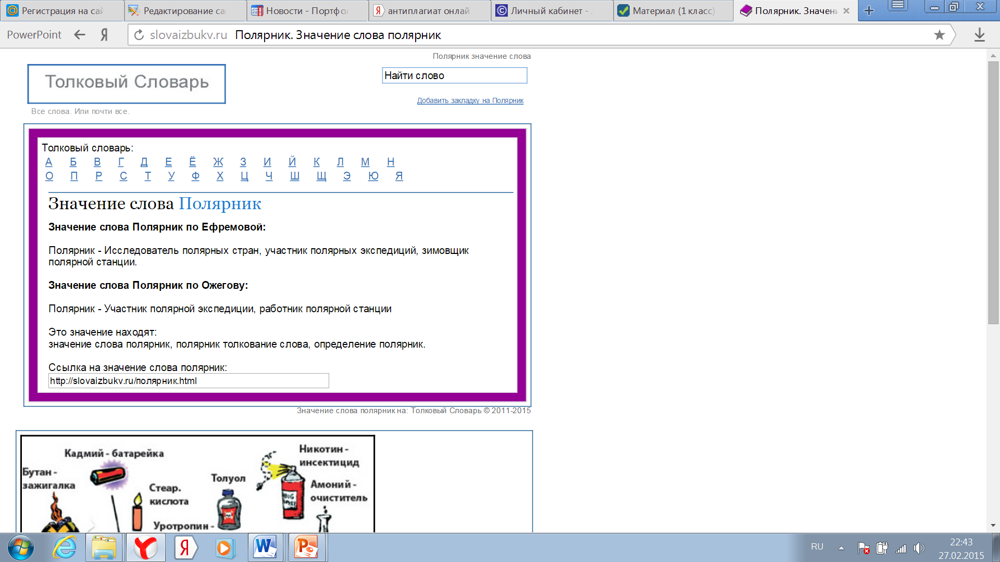 Регистрация на сай
Редактирование са
Новости - Портфол
антиплагиат онлай
Личный кабинет -
Материал (1 класс)
Полярник. Значени
PowerPoint
slovaizbukv.ru Полярник. Значение слова полярник
Полярник значение слова
Толковый Словарь
Найти слово
Добавить закладку на Полярник
Все слова. Или почти все.
Толковый словарь:
А Б В Г Д Е Ё Ж З И Й К Л М Н
О П Р С Т У Ф Х Ц Ч Ш Щ Э Ю Я
Значение слова Полярник
Значение слова Полярник по Ефремовой:
Полярник - Исследователь полярных стран, участник полярных экспедиций, зимовщик
полярной станции.
Значение слова Полярник по Ожегову:
Полярник - Участник полярной экспедиции, работник полярной станции
Это значение находят:
значение слова полярник, полярник толкование слова, определение полярник.
Ссылка на значение слова полярник:
http://slovaizbukv.ru/полярник.html
Значение слова полярник на: Толковый Словарь © 2011-2015
Кадмий - батарейка
Бутан -
зажигалка
Стеар.
кислота
Уротропин -
Толуол
Никотин -
инсектицид
Амоний -
очиститель
RU
22:43
27.02.2015